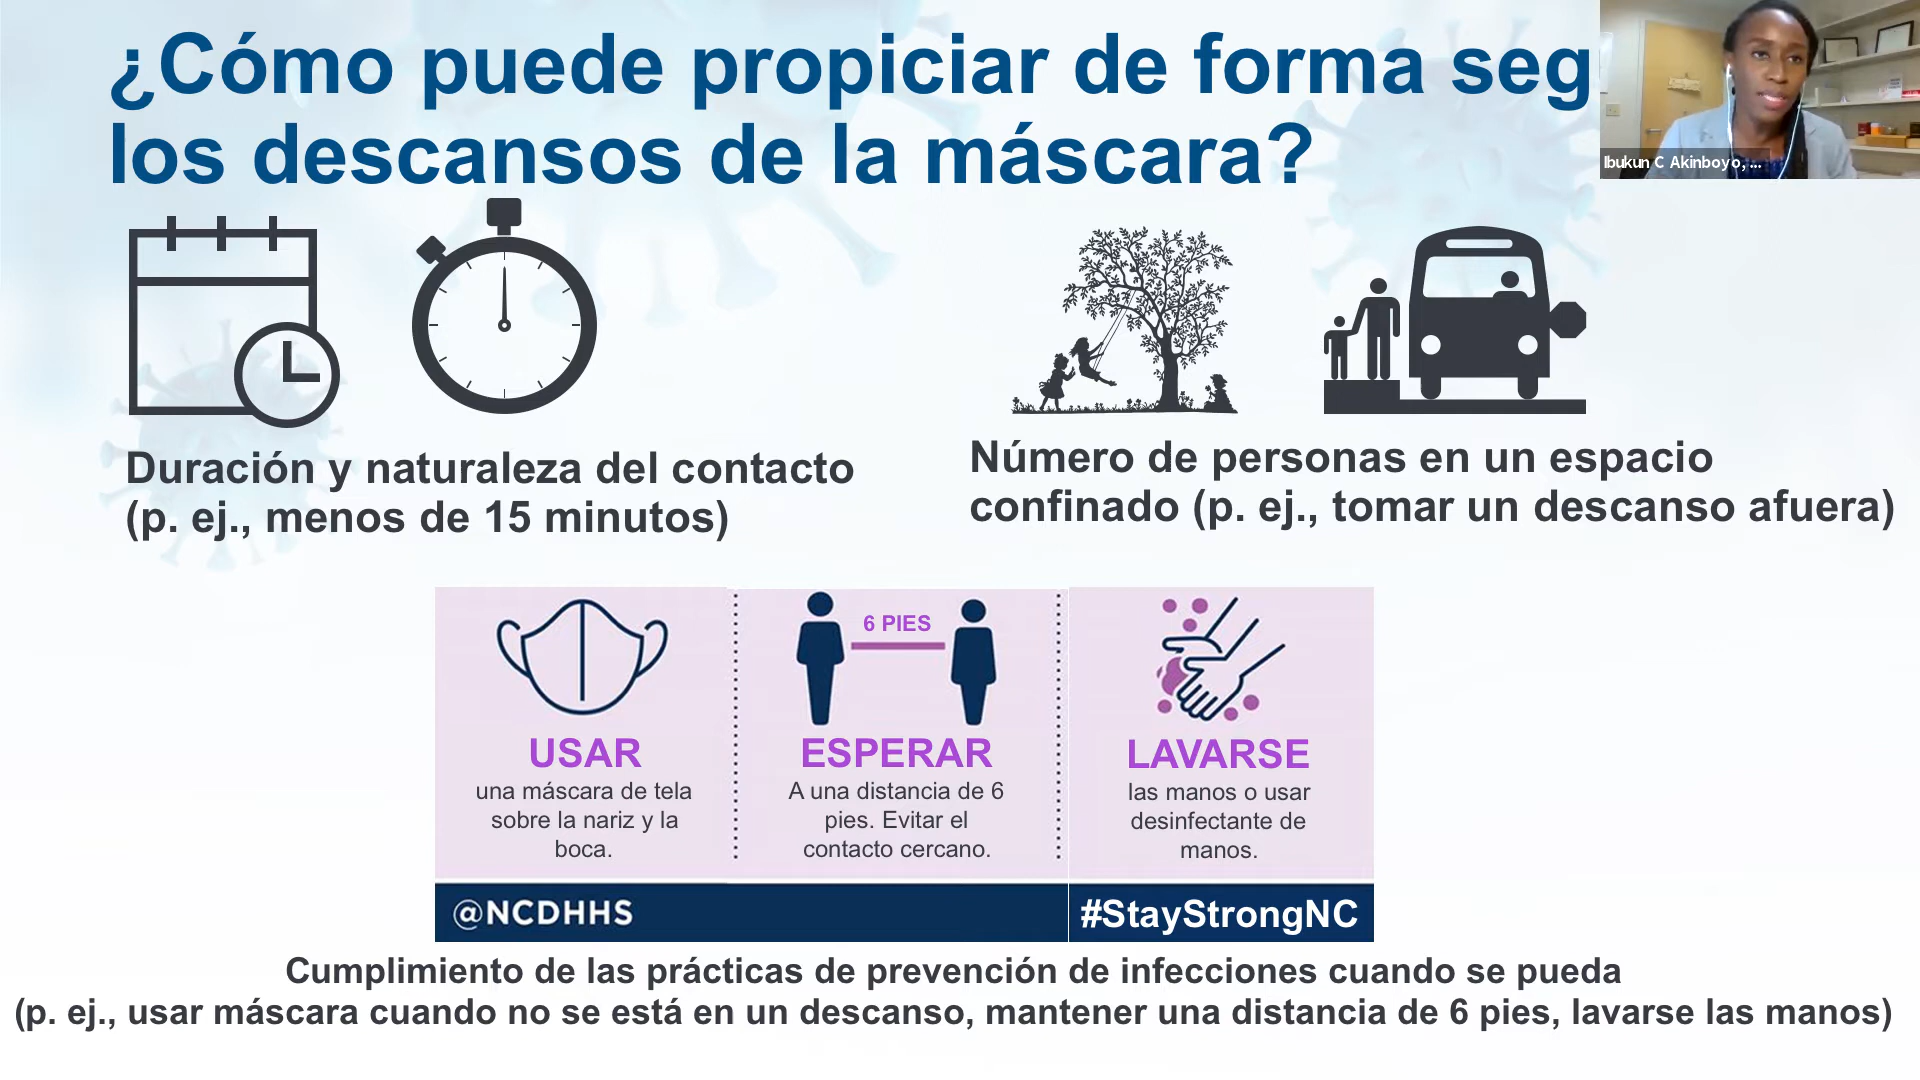 ¿Cómo puede propiciar de forma seg
los descansos de la máscara?
Ibukun C Akinboyo, ...
Duración y naturaleza del contacto
(p. ej., menos de 15 minutos)
Número de personas en un espacio
confinado (p. ej., tomar un descanso afuera)
6 PIES
USAR
una máscara de tela
sobre la nariz y la
boca.
ESPERAR
A una distancia de 6
pies. Evitar el
contacto cercano.
LAVARSE
las manos o usar
desinfectante de
manos.
@NCDHHS
#StayStrongNC
Cumplimiento de las prácticas de prevención de infecciones cuando se pueda
(p. ej., usar máscara cuando no se está en un descanso, mantener una distancia de 6 pies, lavarse las manos)